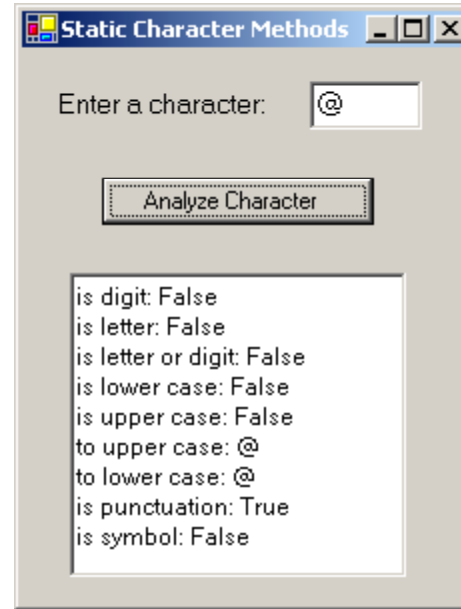 Static Character Methods
Enter a character: @
Analyze Character
is digit: False
is letter: False
is letter or digit: False
is lower case: False
is upper case: False
to upper case: @
to lower case: @
is punctuation: True
is symbol: False